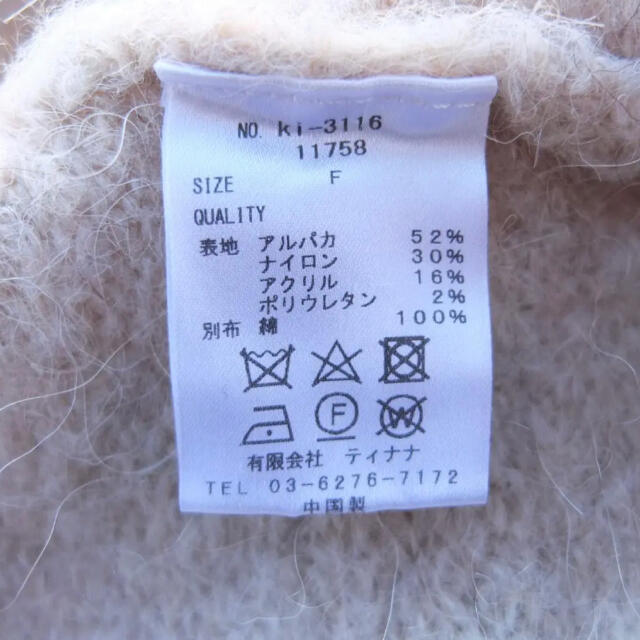 NO. ki-3116
11758
SIZE F
QUALITY
表地 アルパカ 52%
ナイロン 30%
アクリル 16%
ポリウレタン 2%
別布 綿 100%
F W
有限会社 ティナナ
TEL 03-6276-7172
中国製